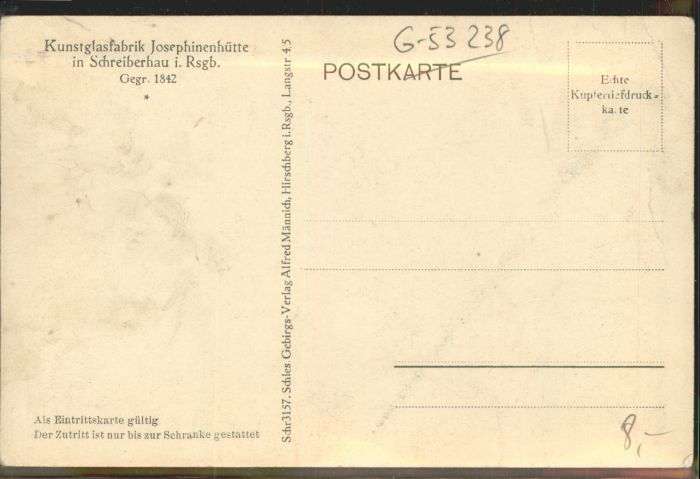 Kunstglasfabrik Josephinenhütte
in Schreiberhau i. Rsgb.
Gegr. 1842
*
Als Eintrittskarte gültig
Der Zutritt ist nur bis zur Schranke gestattet
Schr3157. Schles Gebirgs-Verlag Alfred Männich, Hirschberg i. Rsgb., Langstr 4/5
G-53 238
POSTKARTE
Echte
Kupfertiefdruck-
karte
8,-